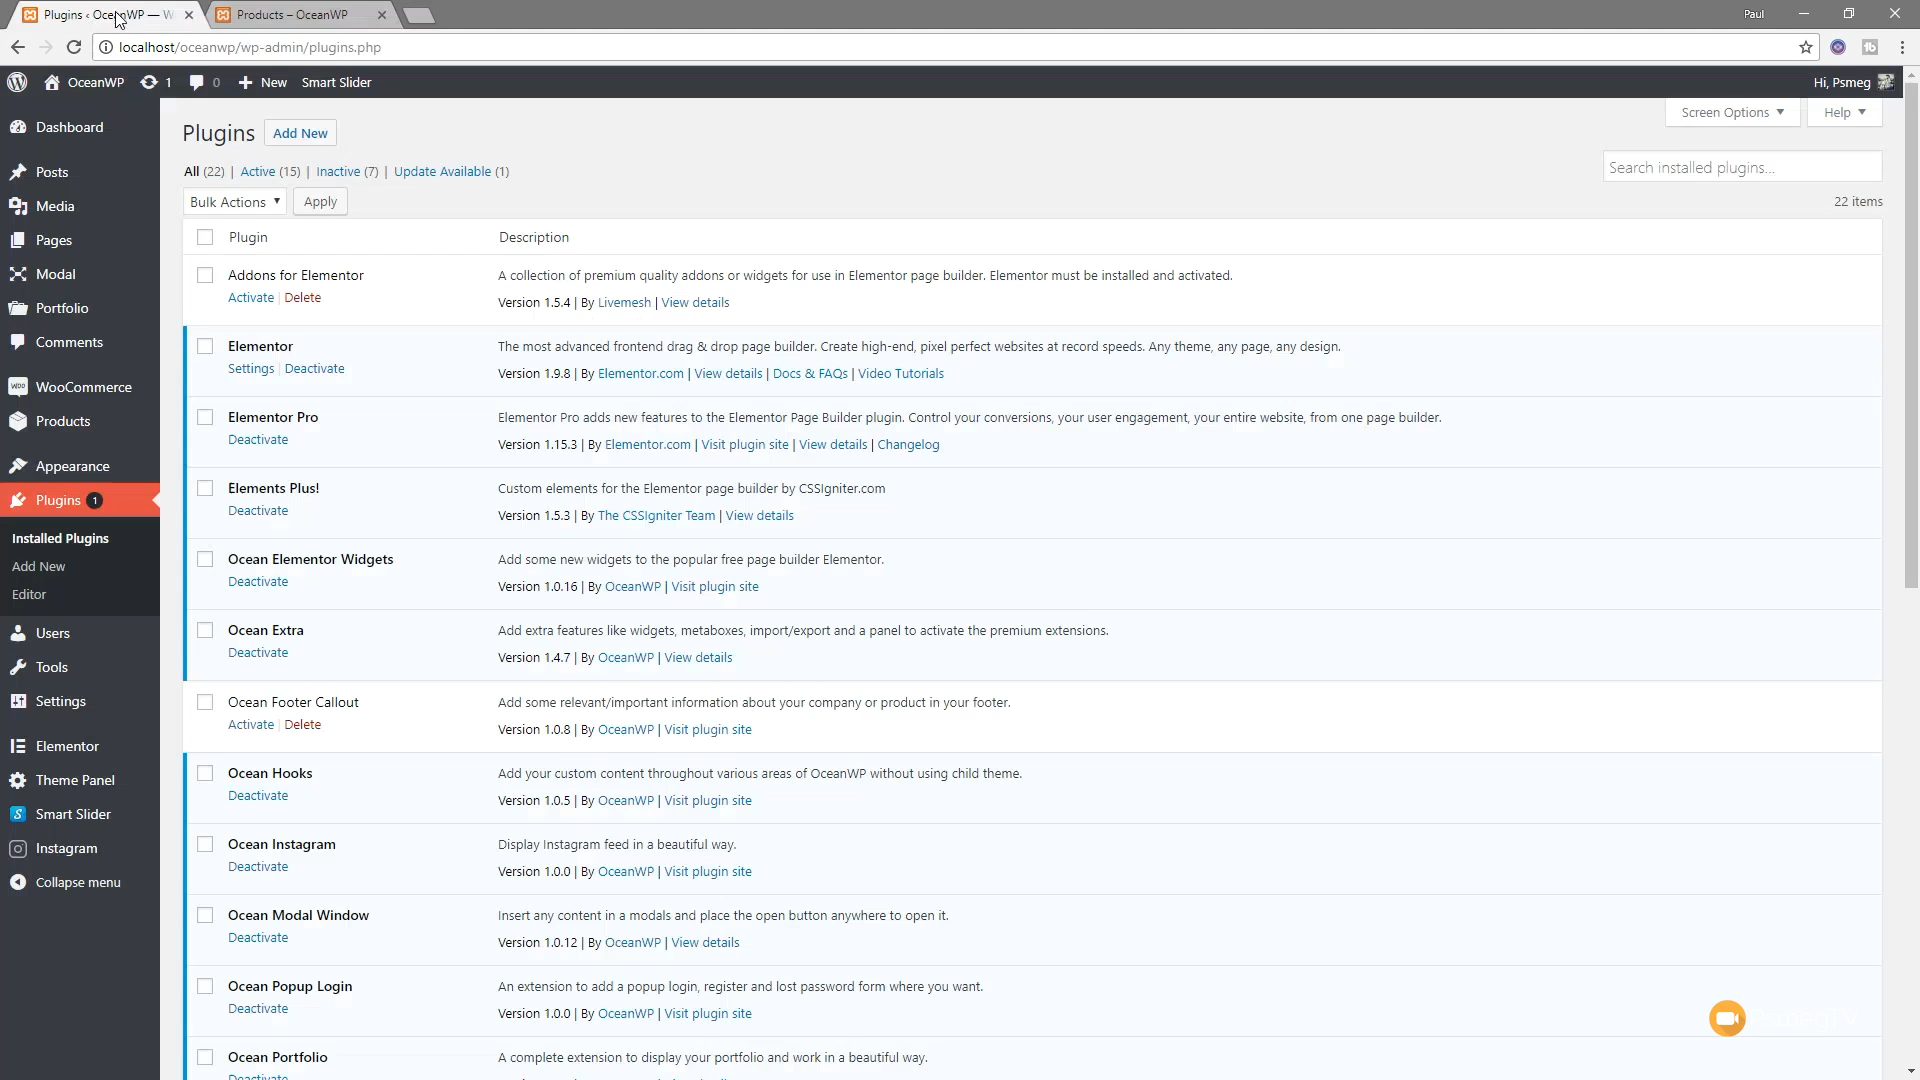 Plugins ‹ OceanWP — W
Products – OceanWP
Paul
localhost/oceanwp/wp-admin/plugins.php
OceanWP 1 0 New Smart Slider
Hi, Psmeg
Dashboard
Posts
Media
Pages
Modal
Portfolio
Comments
WooCommerce
Products
Appearance
Plugins 1
Installed Plugins
Add New
Editor
Users
Tools
Settings
Elementor
Theme Panel
Smart Slider
Instagram
Collapse menu
Screen Options ▼
Help ▼
Plugins Add New
All (22) | Active (15) | Inactive (7) | Update Available (1)
Search installed plugins...
Bulk Actions ▼ Apply
22 items
Plugin Description
Addons for Elementor
Activate | Delete
A collection of premium quality addons or widgets for use in Elementor page builder. Elementor must be installed and activated.
Version 1.5.4 | By Livemesh | View details
Elementor
Settings | Deactivate
The most advanced frontend drag & drop page builder. Create high-end, pixel perfect websites at record speeds. Any theme, any page, any design.
Version 1.9.8 | By Elementor.com | View details | Docs & FAQs | Video Tutorials
Elementor Pro
Deactivate
Elementor Pro adds new features to the Elementor Page Builder plugin. Control your conversions, your user engagement, your entire website, from one page builder.
Version 1.15.3 | By Elementor.com | Visit plugin site | View details | Changelog
Elements Plus!
Deactivate
Custom elements for the Elementor page builder by CSSIgniter.com
Version 1.5.3 | By The CSSIgniter Team | View details
Ocean Elementor Widgets
Deactivate
Add some new widgets to the popular free page builder Elementor.
Version 1.0.16 | By OceanWP | Visit plugin site
Ocean Extra
Deactivate
Add extra features like widgets, metaboxes, import/export and a panel to activate the premium extensions.
Version 1.4.7 | By OceanWP | View details
Ocean Footer Callout
Activate | Delete
Add some relevant/important information about your company or product in your footer.
Version 1.0.8 | By OceanWP | Visit plugin site
Ocean Hooks
Deactivate
Add your custom content throughout various areas of OceanWP without using child theme.
Version 1.0.5 | By OceanWP | Visit plugin site
Ocean Instagram
Deactivate
Display Instagram feed in a beautiful way.
Version 1.0.0 | By OceanWP | Visit plugin site
Ocean Modal Window
Deactivate
Insert any content in a modals and place the open button anywhere to open it.
Version 1.0.12 | By OceanWP | View details
Ocean Popup Login
Deactivate
An extension to add a popup login, register and lost password form where you want.
Version 1.0.0 | By OceanWP | Visit plugin site
Ocean Portfolio
Deactivate
A complete extension to display your portfolio and work in a beautiful way.